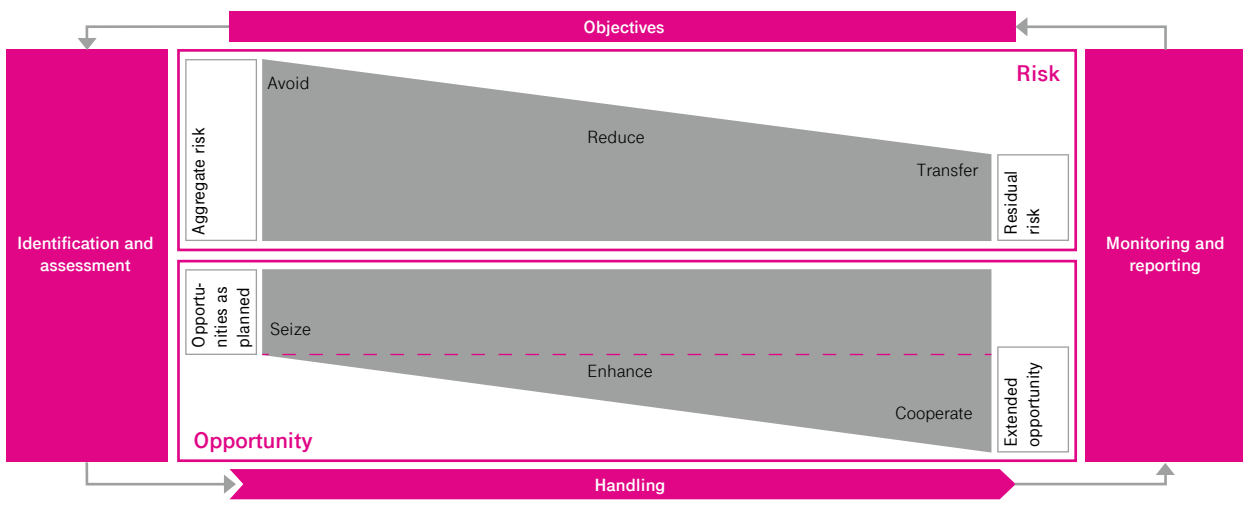 Objectives
Identification and
assessment
Risk
Aggregate risk
Avoid
Reduce
Transfer
Residual
risk
Opportu-
nities as
planned
Seize
Enhance
Cooperate
Extended
opportunity
Opportunity
Monitoring and
reporting
Handling